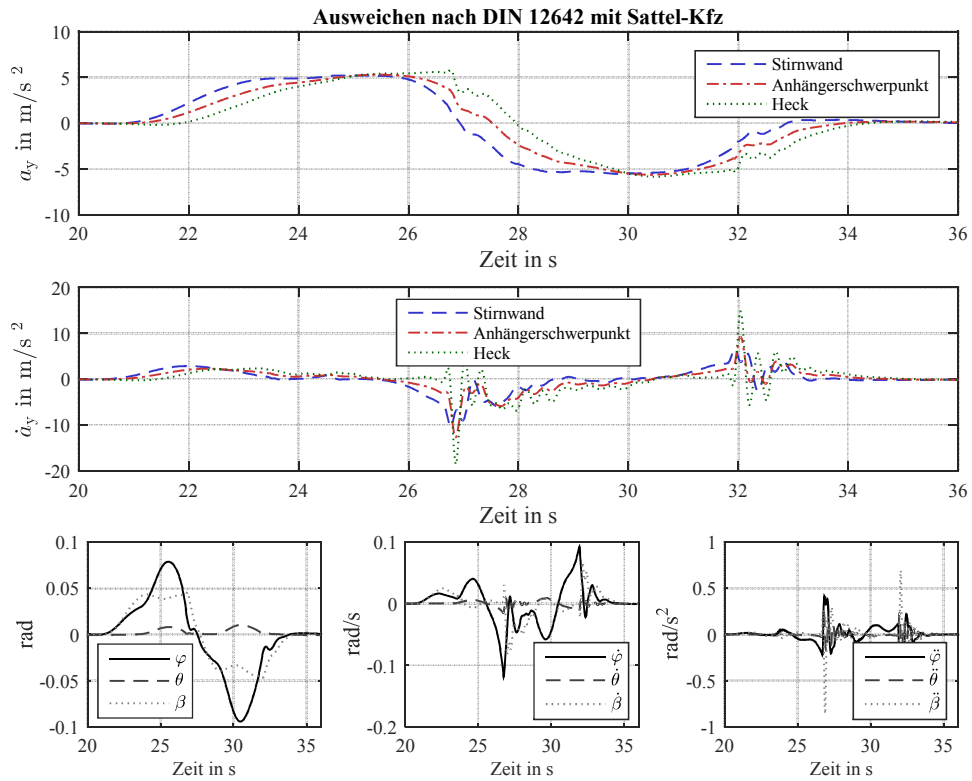 Ausweichen nach DIN 12642 mit Sattel-Kfz
a_y in m/s²
10
5
0
-5
-10
Stirnwand
Anhängerschwerpunkt
Heck
20 22 24 26 28 30 32 34 36
Zeit in s
ȧ_y in m/s²
20
10
0
-10
-20
Stirnwand
Anhängerschwerpunkt
Heck
20 22 24 26 28 30 32 34 36
Zeit in s
rad
0.1
0.05
0
-0.05
-0.1
φ
θ
β
20 25 30 35
Zeit in s
rad/s
0.1
0
-0.1
-0.2
φ̇
θ̇
β̇
20 25 30 35
Zeit in s
rad/s²
1
0.5
0
-0.5
-1
φ̈
θ̈
β̈
20 25 30 35
Zeit in s